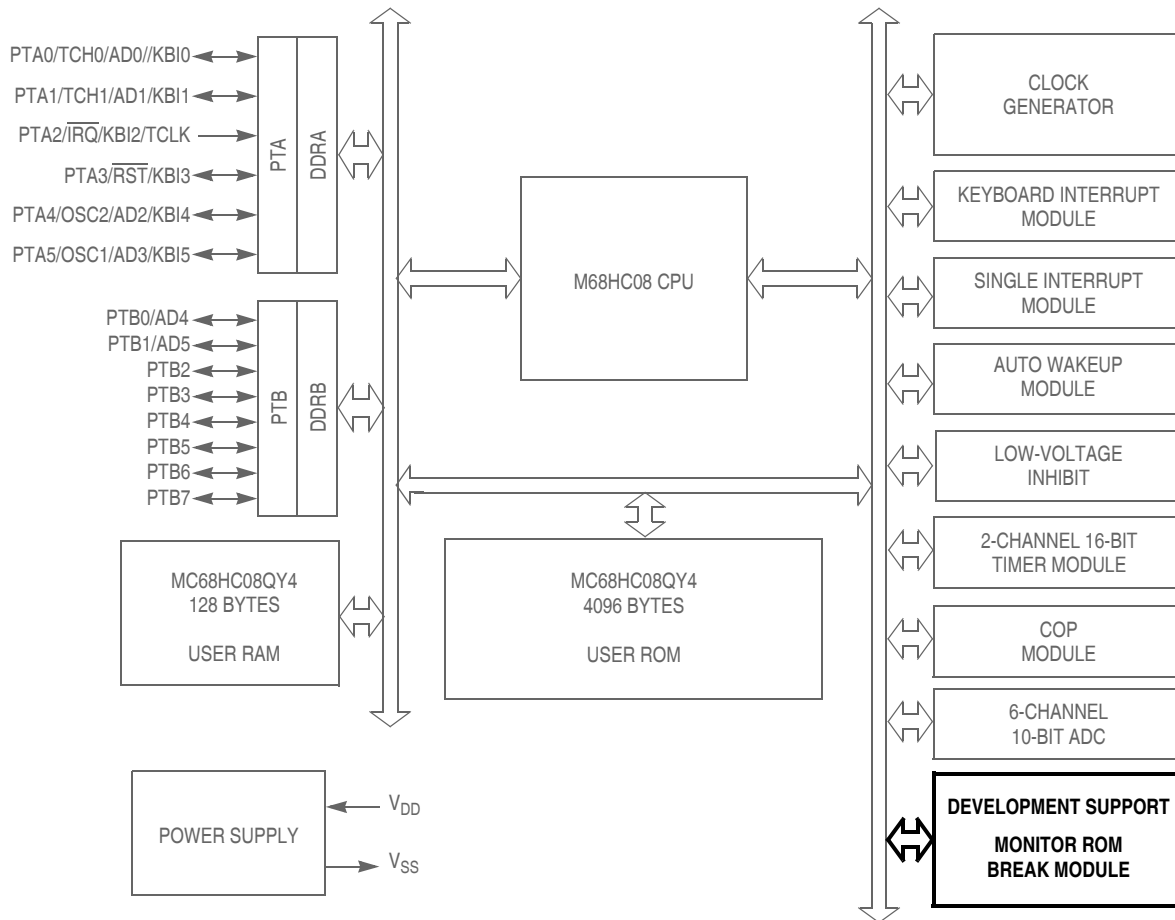 PTA0/TCH0/AD0//KBI0
PTA1/TCH1/AD1/KBI1
PTA2/IRQ/KBI2/TCLK
PTA3/RST/KBI3
PTA4/OSC2/AD2/KBI4
PTA5/OSC1/AD3/KBI5
PTA
DDRA
PTB0/AD4
PTB1/AD5
PTB2
PTB3
PTB4
PTB5
PTB6
PTB7
PTB
DDRB
M68HC08 CPU
MC68HC08QY4
128 BYTES
USER RAM
MC68HC08QY4
4096 BYTES
USER ROM
POWER SUPPLY
VDD
VSS
CLOCK
GENERATOR
KEYBOARD INTERRUPT
MODULE
SINGLE INTERRUPT
MODULE
AUTO WAKEUP
MODULE
LOW-VOLTAGE
INHIBIT
2-CHANNEL 16-BIT
TIMER MODULE
COP
MODULE
6-CHANNEL
10-BIT ADC
DEVELOPMENT SUPPORT
MONITOR ROM
BREAK MODULE